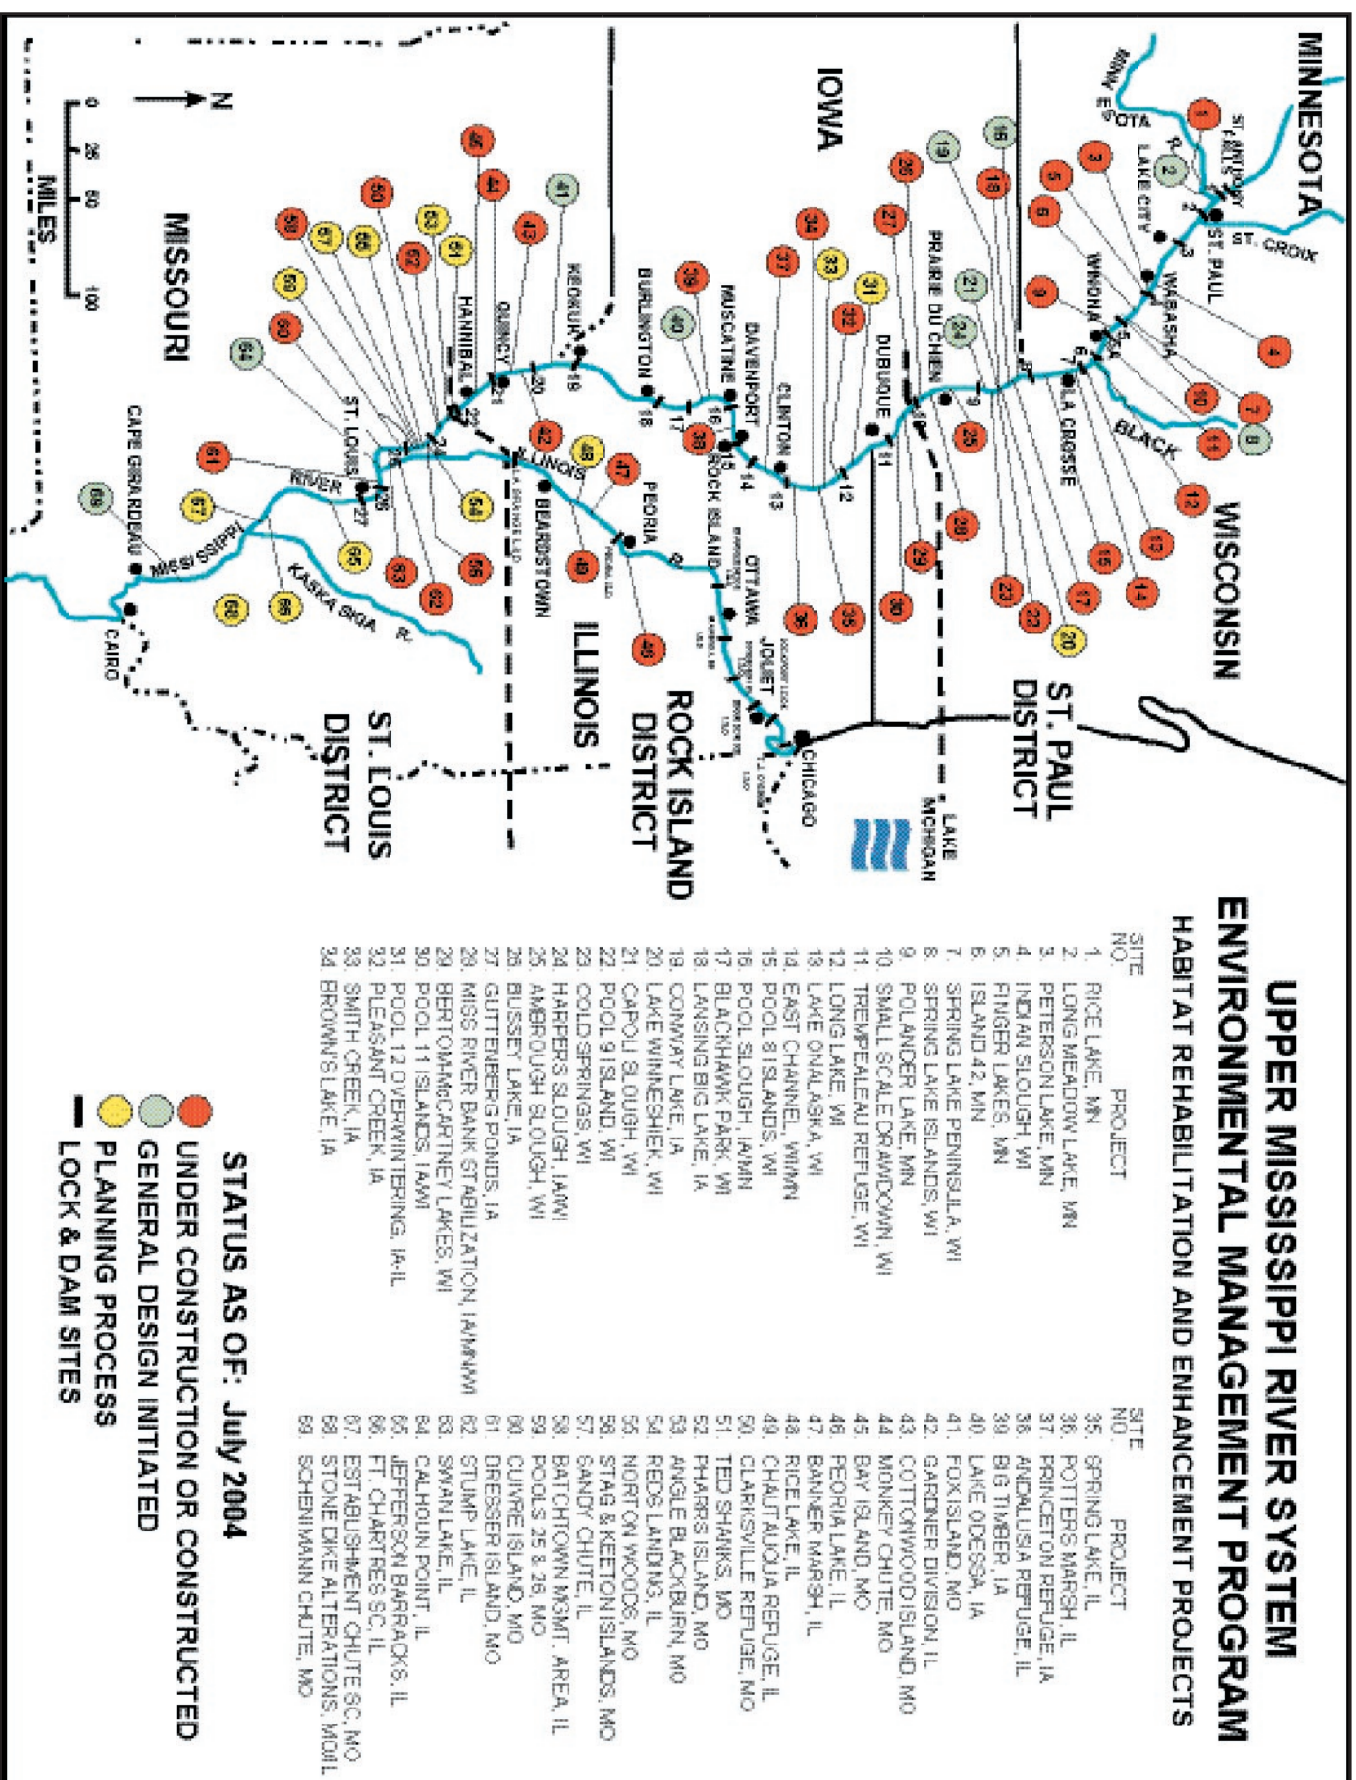 UPPER MISSISSIPPI RIVER SYSTEM
ENVIRONMENTAL MANAGEMENT PROGRAM
HABITAT REHABILITATION AND ENHANCEMENT PROJECTS
SITE NO. PROJECT
1. RICE LAKE, MN
2. LONG MEADOW LAKE, MN
3. PETERSON LAKE, MN
4. INDIAN SLOUGH, WI
5. FINGER LAKES, MN
6. ISLAND 42, MN
7. SPRING LAKE PENINSULA, WI
8. SPRING LAKE ISLANDS, WI
9. POLANDER LAKE, MN
10. SMALL SCALE DRAWDOWN, WI
11. TREMPEALEAU REFUGE, WI
12. LONG LAKE, WI
13. LAKE ONALASKA, WI
14. EAST CHANNEL, WI/MN
15. POOL 8 ISLANDS, WI
16. POOL SLOUGH, IA/MN
17. BLACKHAWK PARK, WI
18. LANSING BIG LAKE, IA
19. CONWAY LAKE, IA
20. LAKE WINNESHIEK, WI
21. CAPOLI SLOUGH, WI
22. POOL 9 ISLAND, WI
23. COLD SPRINGS, WI
24. HARPERS SLOUGH, IA/WI
25. AMBROUGH SLOUGH, WI
26. BUSSEY LAKE, IA
27. GUTTENBERG PONDS, IA
28. MISS RIVER BANK STABILIZATION, IA/MN/WI
29. BERTOM-McCARTNEY LAKES, WI
30. POOL 11 ISLANDS, IA/WI
31. POOL 12 OVERWINTERING, IA-IL
32. PLEASANT CREEK, IA
33. SMITH CREEK, IA
34. BROWN'S LAKE, IA
SITE NO. PROJECT
35. SPRING LAKE, IL
36. POTTERS MARSH, IL
37. PRINCETON REFUGE, IA
38. ANDALUSIA REFUGE, IL
39. BIG TIMBER, IA
40. LAKE ODESSA, IA
41. FOX ISLAND, MO
42. GARDNER DIVISION, IL
43. COTTONWOOD ISLAND, MO
44. MONKEY CHUTE, MO
45. BAY ISLAND, MO
46. PEORIA LAKE, IL
47. BANNER MARSH, IL
48. RICE LAKE, IL
49. CHAUTAUQUA REFUGE, IL
50. CLARKSVILLE REFUGE, MO
51. TED SHANKS, MO
52. PHARRS ISLAND, MO
53. ANGLE BLACKBURN, MO
54. REDS LANDING, IL
55. NORTON WOODS, MO
56. STAG & KEETON ISLANDS, MO
57. SANDY CHUTE, IL
58. BATCHTOWN MGMT. AREA, IL
59. POOLS 25 & 26, MO
60. CUIVRE ISLAND, MO
61. DRESSER ISLAND, MO
62. STUMP LAKE, IL
63. SWAN LAKE, IL
64. CALHOUN POINT, IL
65. JEFFERSON BARRACKS, IL
66. FT. CHARTRES SC, IL
67. ESTABLISHMENT CHUTE SC, MO
68. STONE DIKE ALTERATIONS, MO/IL
69. SCHENIMANN CHUTE, MO
STATUS AS OF: July 2004
UNDER CONSTRUCTION OR CONSTRUCTED
GENERAL DESIGN INITIATED
PLANNING PROCESS
LOCK & DAM SITES
MINNESOTA
WISCONSIN
IOWA
ILLINOIS
MISSOURI
ST. PAUL DISTRICT
ROCK ISLAND DISTRICT
ST. LOUIS DISTRICT
LAKE MICHIGAN
MINNESOTA R.
ST. ANTHONY FALLS
ST. PAUL
ST. CROIX
LAKE CITY
WABASHA
WINONA
BLACK
LA CROSSE
PRAIRIE DU CHIEN
DUBUQUE
CLINTON
DAVENPORT
ROCK ISLAND
MUSCATINE
BURLINGTON
KEOKUK
QUINCY
HANNIBAL
ILLINOIS R.
LA GRANGE L&D
BEARDSTOWN
PEORIA
OTTAWA
JOLIET
CHICAGO
ST. LOUIS
MISSISSIPPI RIVER
KASKASKIA R.
CAPE GIRARDEAU
CAIRO
N
0 25 50 100
MILES